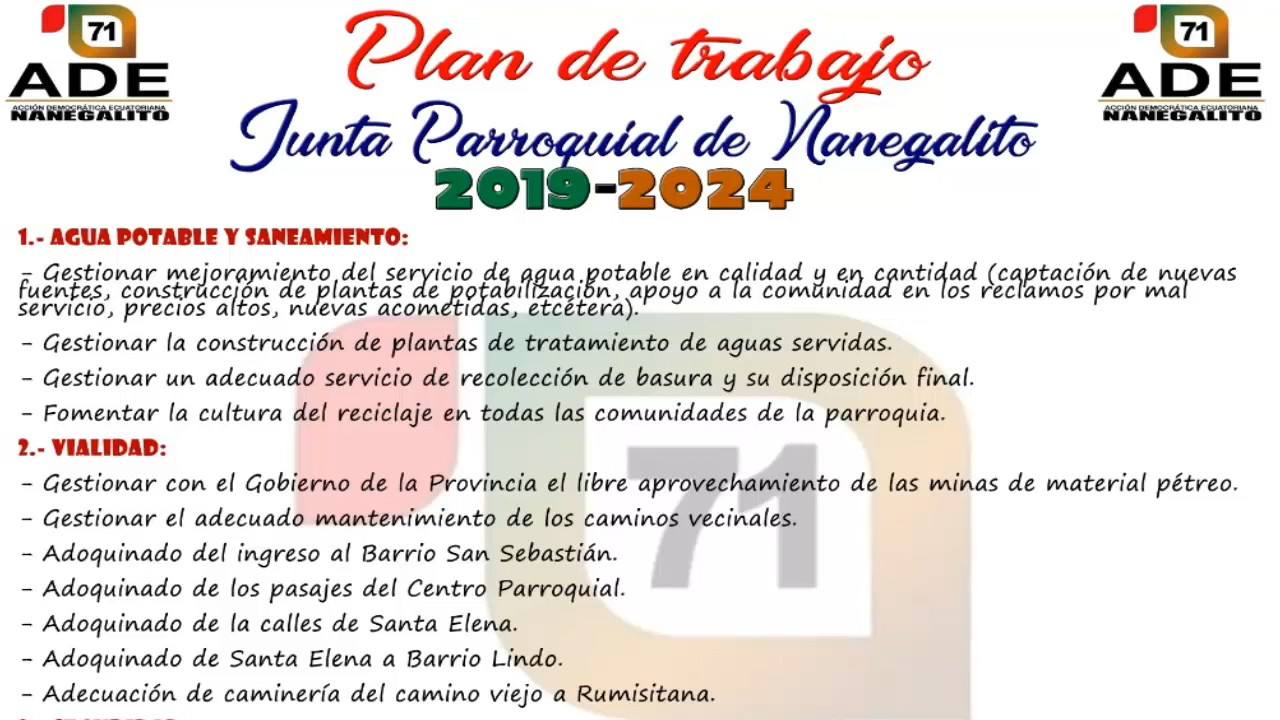 71
ADE
ACCIÓN DEMOCRÁTICA ECUATORIANA
NANEGALITO
Plan de trabajo
Junta Parroquial de Nanegalito
2019-2024
71
ADE
ACCIÓN DEMOCRÁTICA ECUATORIANA
NANEGALITO
1.- AGUA POTABLE Y SANEAMIENTO:
- Gestionar mejoramiento del servicio de agua potable en calidad y en cantidad (captación de nuevas
fuentes, construcción de plantas de potabilización, apoyo a la comunidad en los reclamos por mal
servicio, precios altos, nuevas acometidas, etcétera).
- Gestionar la construcción de plantas de tratamiento de aguas servidas.
- Gestionar un adecuado servicio de recolección de basura y su disposición final.
- Fomentar la cultura del reciclaje en todas las comunidades de la parroquia.
2.- VIALIDAD:
- Gestionar con el Gobierno de la Provincia el libre aprovechamiento de las minas de material pétreo.
- Gestionar el adecuado mantenimiento de los caminos vecinales.
- Adoquinado del ingreso al Barrio San Sebastián.
- Adoquinado de los pasajes del Centro Parroquial.
- Adoquinado de la calles de Santa Elena.
- Adoquinado de Santa Elena a Barrio Lindo.
- Adecuación de caminería del camino viejo a Rumisitana.
71